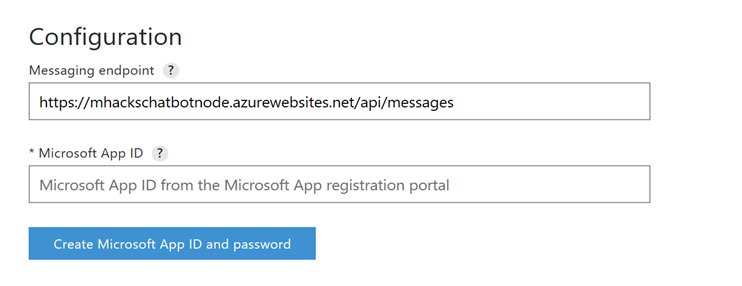 Configuration
Messaging endpoint ?
https://mhackschatbotnode.azurewebsites.net/api/messages
* Microsoft App ID ?
Microsoft App ID from the Microsoft App registration portal
Create Microsoft App ID and password